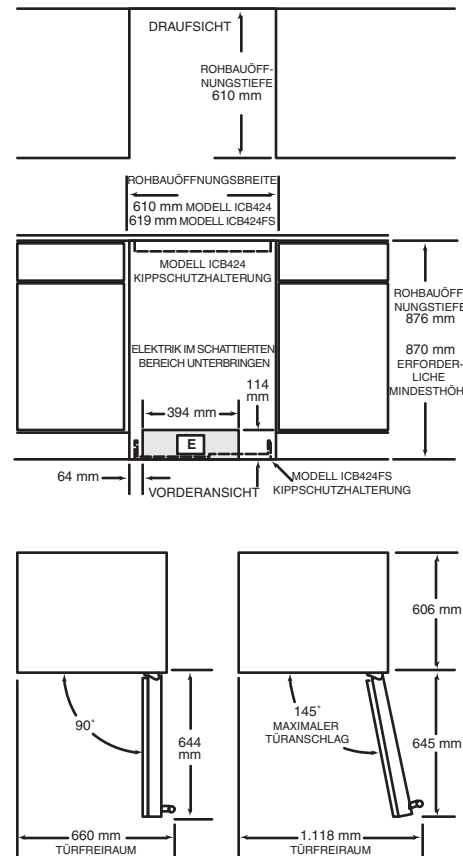 DRAUFSICHT
ROHBAUÖFF-
NUNGSTIEFE
610 mm
ROHBAUÖFFNUNGSBREITE
610 mm MODELL ICB424
619 mm MODELL ICB424FS
MODELL ICB424
KIPPSCHUTZHALTERUNG
ROHBAUÖFF
NUNGSTIEFE
876 mm
ELEKTRIK IM SCHATTIERTEN
BEREICH UNTERBRINGEN
870 mm
ERFORDER-
LICHE
MINDESTHÖH
114
mm
394 mm
E
64 mm
VORDERANSICHT
MODELL ICB424FS
KIPPSCHUTZHALTERUNG
606 mm
90°
644
mm
145°
MAXIMALER
TÜRANSCHLAG
645 mm
660 mm
TÜRFREIRAUM
1.118 mm
TÜRFREIRAUM